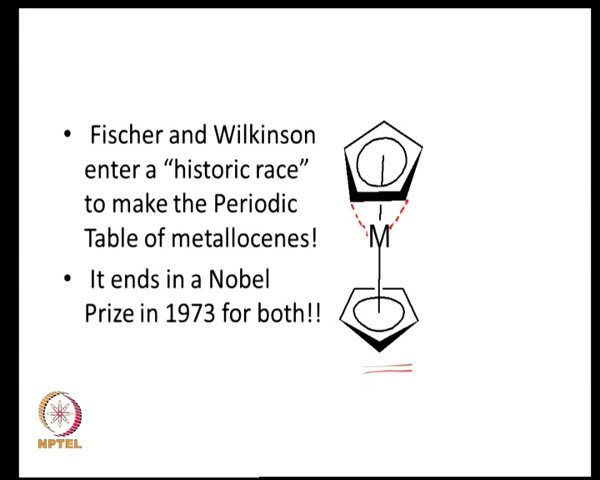 • Fischer and Wilkinson
enter a “historic race”
to make the Periodic
Table of metallocenes!
• It ends in a Nobel
Prize in 1973 for both!!
M
NPTEL